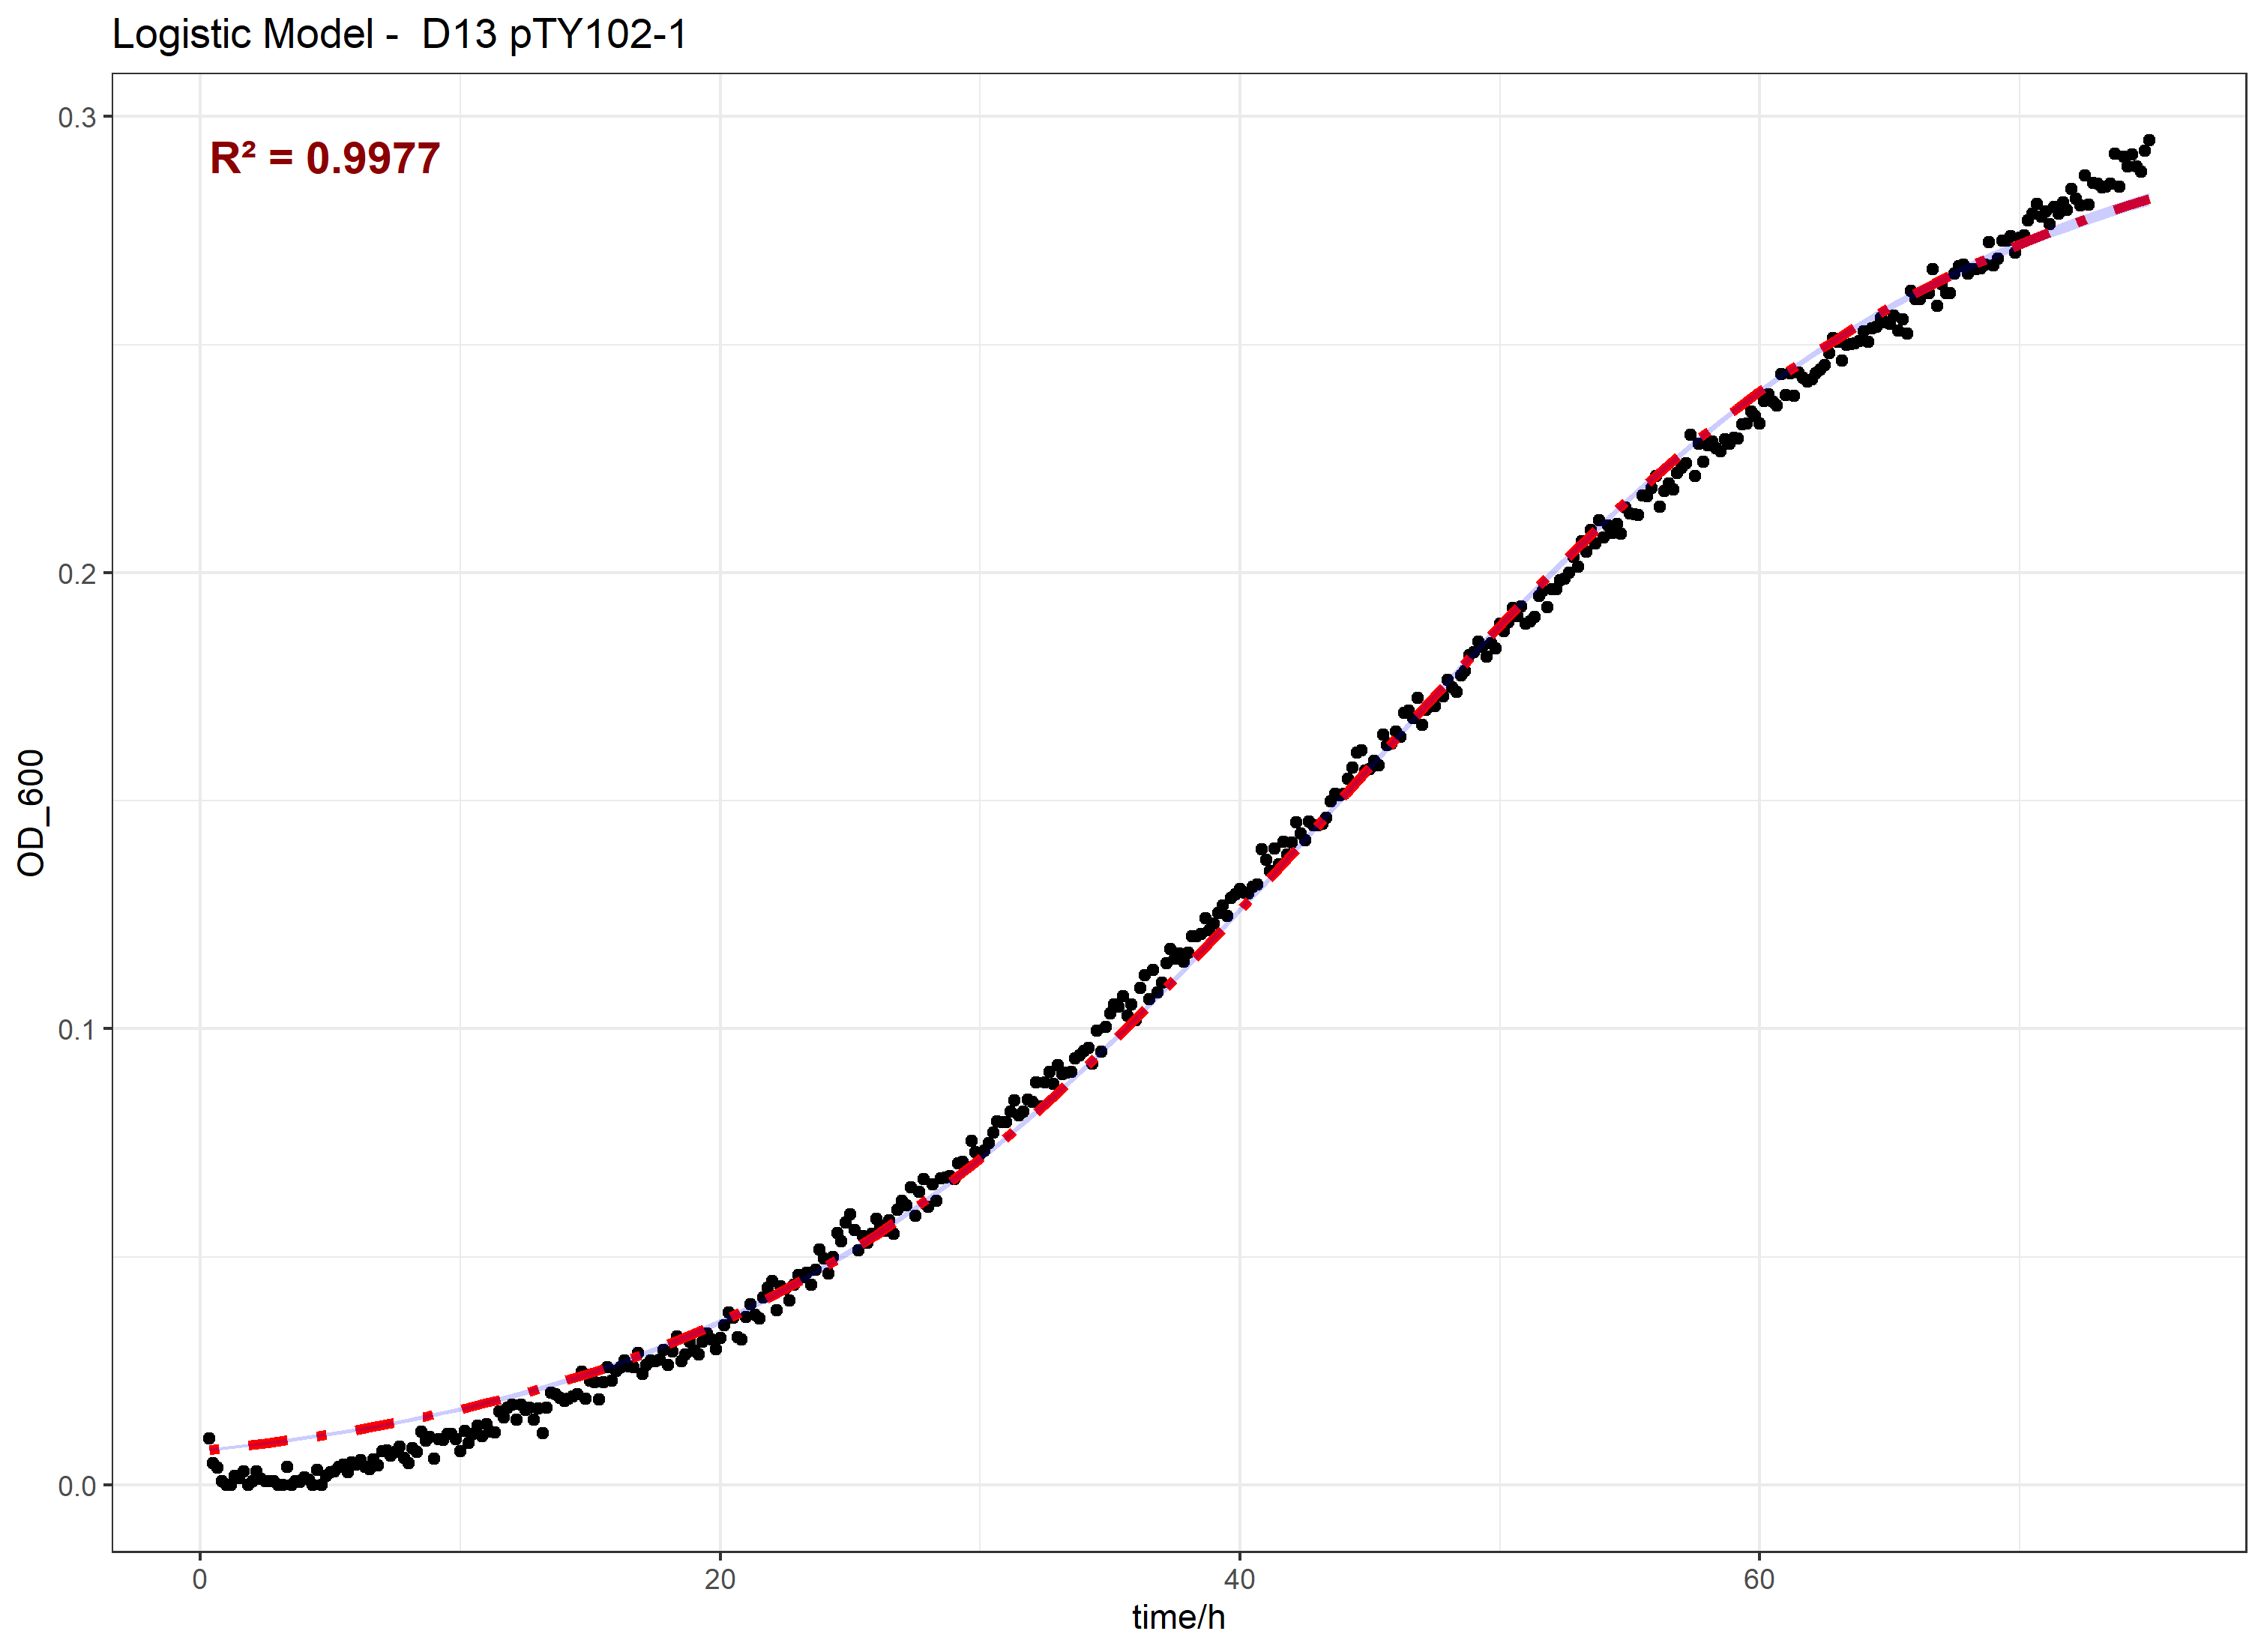 Logistic Model -  D13 pTY102-1
R² = 0.9977
0.3
0.2
0.1
0.0
OD_600
0 20 40 60
time/h